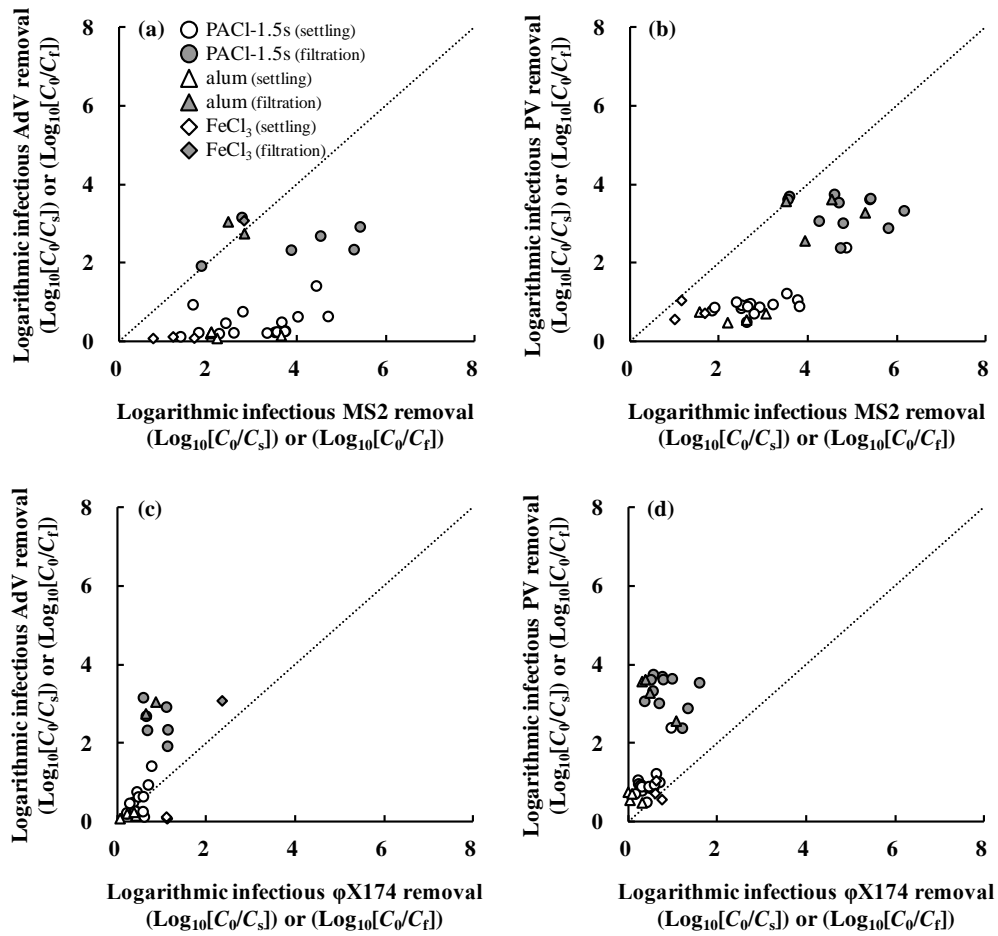 (a)
PACl-1.5s (settling)
PACl-1.5s (filtration)
alum (settling)
alum (filtration)
FeCl3 (settling)
FeCl3 (filtration)
8
6
4
2
0
0 2 4 6 8
Logarithmic infectious AdV removal
(Log10[C0/Cs]) or (Log10[C0/Cf])
Logarithmic infectious MS2 removal
(Log10[C0/Cs]) or (Log10[C0/Cf])
(b)
8
6
4
2
0
0 2 4 6 8
Logarithmic infectious PV removal
(Log10[C0/Cs]) or (Log10[C0/Cf])
Logarithmic infectious MS2 removal
(Log10[C0/Cs]) or (Log10[C0/Cf])
(c)
8
6
4
2
0
0 2 4 6 8
Logarithmic infectious AdV removal
(Log10[C0/Cs]) or (Log10[C0/Cf])
Logarithmic infectious φX174 removal
(Log10[C0/Cs]) or (Log10[C0/Cf])
(d)
8
6
4
2
0
0 2 4 6 8
Logarithmic infectious PV removal
(Log10[C0/Cs]) or (Log10[C0/Cf])
Logarithmic infectious φX174 removal
(Log10[C0/Cs]) or (Log10[C0/Cf])